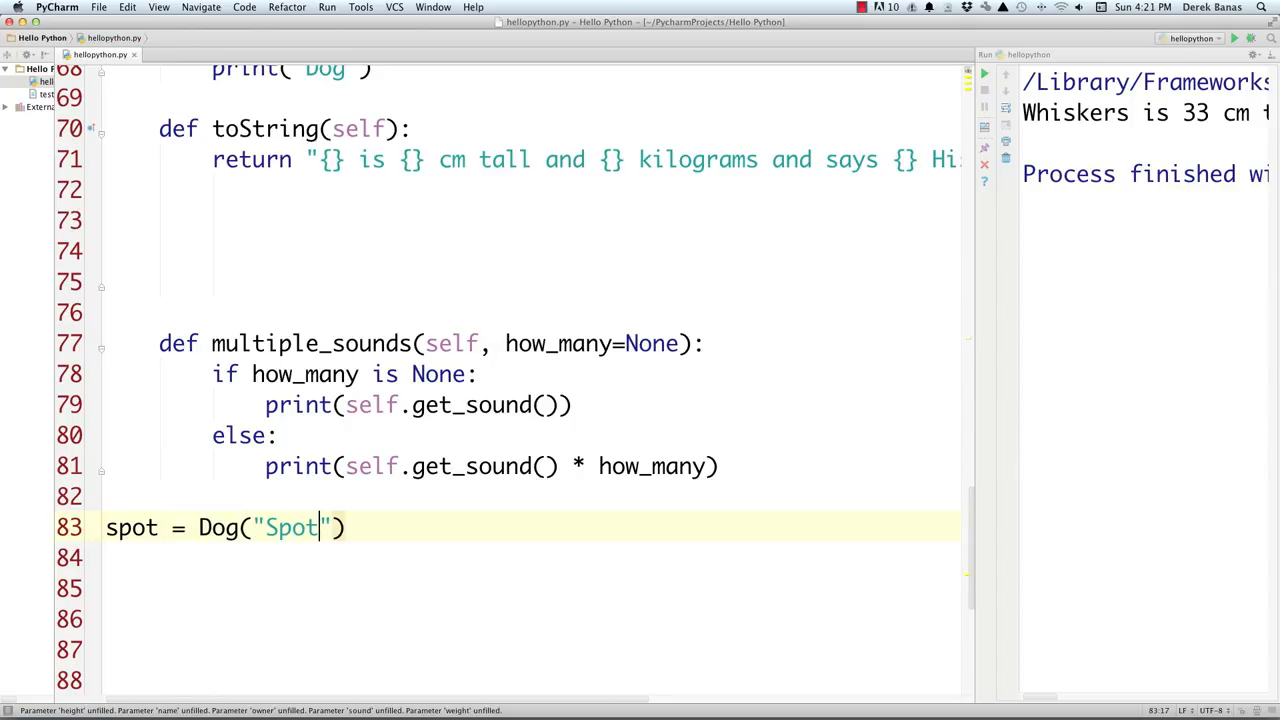 PyCharm File Edit View Navigate Code Refactor Run Tools VCS Window Help 10 Sun 4:21 PM Derek Banas
hellopython.py - Hello Python - [~/PycharmProjects/Hello Python]
Hello Python hellopython.py hellopython
hellopython.py Run hellopython
Hello P
hell
test
Externa
68 print("Dog")
69
70 def toString(self):
71 return "{} is {} cm tall and {} kilograms and says {} Hi
72
73
74
75
76
77 def multiple_sounds(self, how_many=None):
78 if how_many is None:
79 print(self.get_sound())
80 else:
81 print(self.get_sound() * how_many)
82
83 spot = Dog("Spot")
84
85
86
87
88
/Library/Frameworks
Whiskers is 33 cm t
Process finished wi
Parameter 'height' unfilled. Parameter 'name' unfilled. Parameter 'owner' unfilled. Parameter 'sound' unfilled. Parameter 'weight' unfilled. 83:17 LF UTF-8